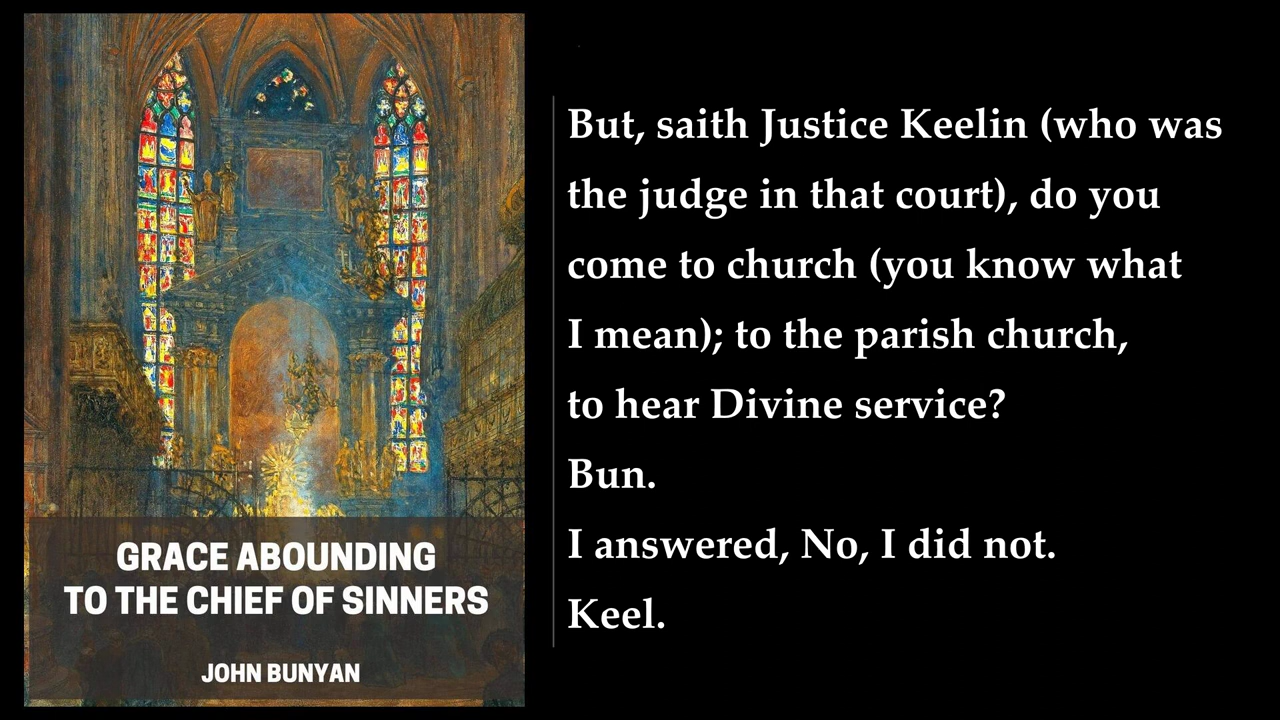 GRACE ABOUNDING
TO THE CHIEF OF SINNERS
JOHN BUNYAN
But, saith Justice Keelin (who was
the judge in that court), do you
come to church (you know what
I mean); to the parish church,
to hear Divine service?
Bun.
I answered, No, I did not.
Keel.